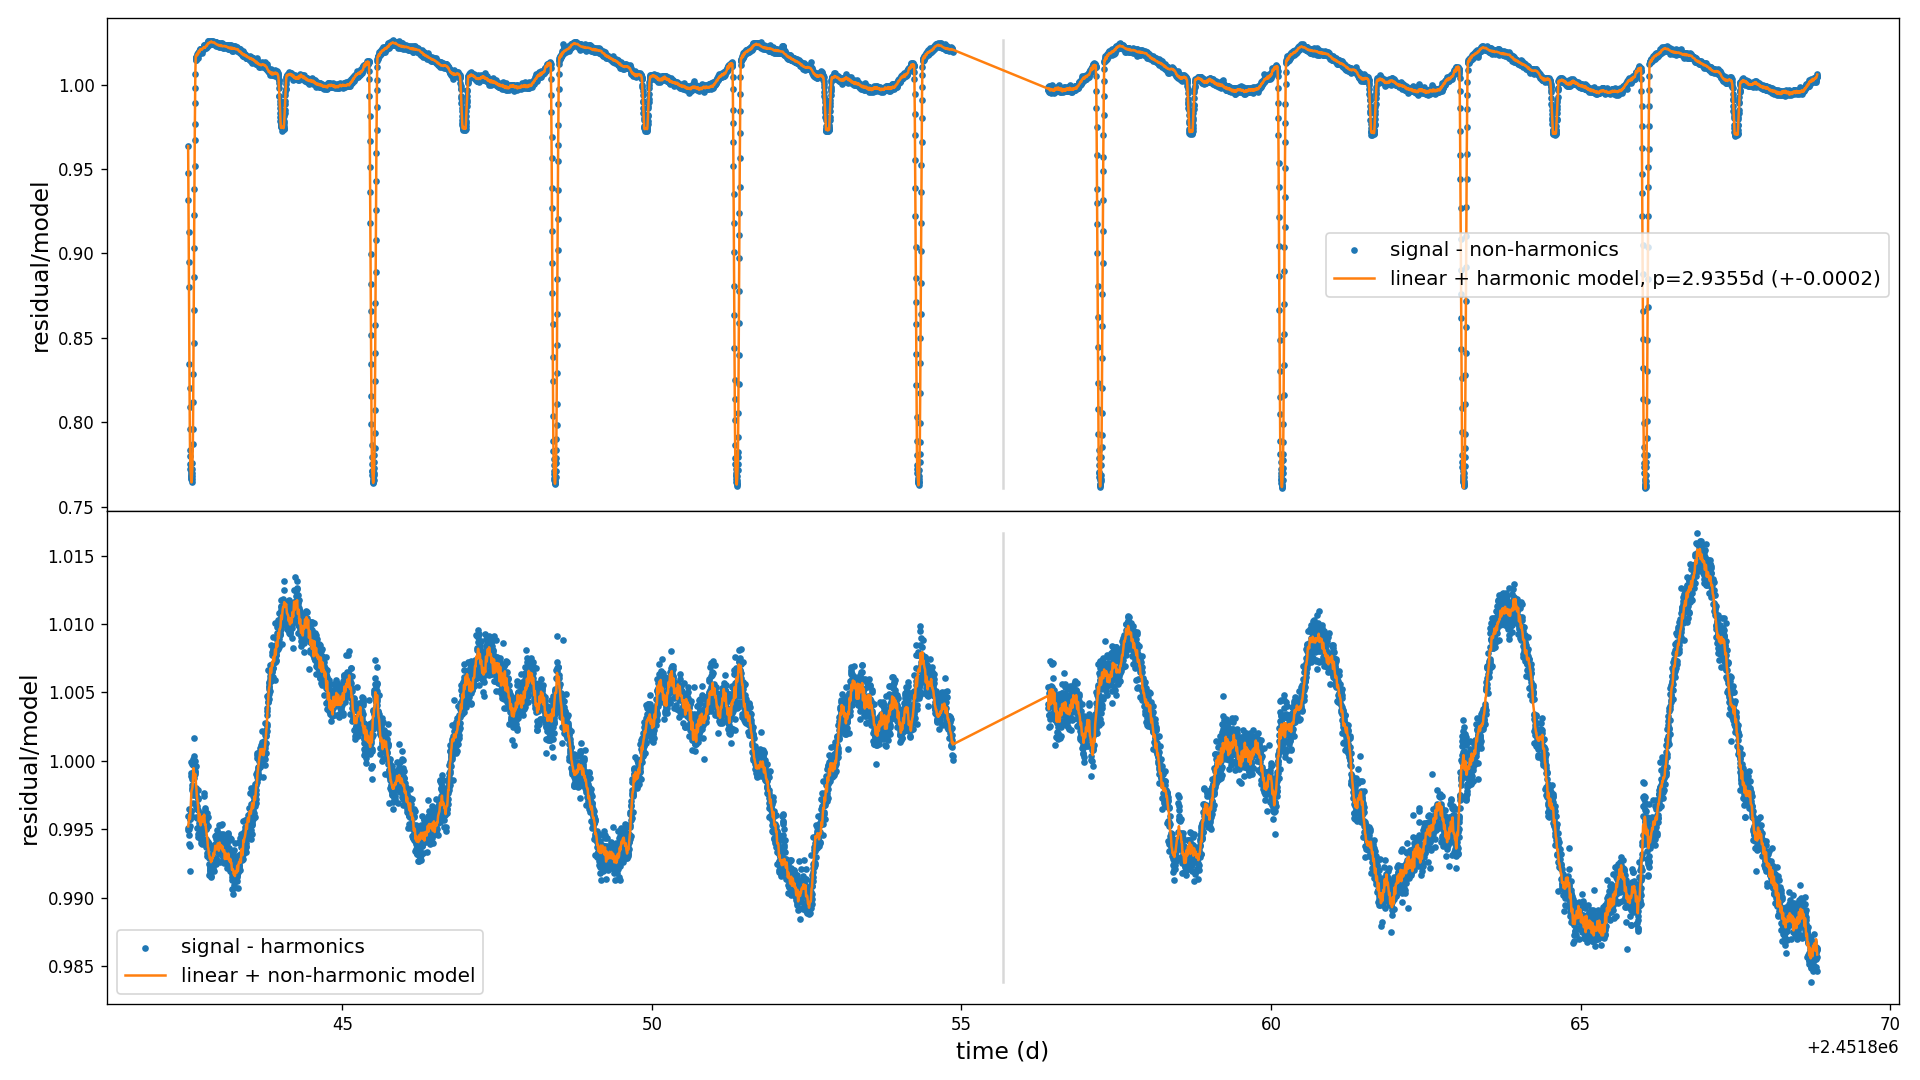 1.00
0.95
0.90
0.85
0.80
0.75
residual/model
signal - non-harmonics
linear + harmonic model, p=2.9355d (+-0.0002)
1.015
1.010
1.005
1.000
0.995
0.990
0.985
residual/model
signal - harmonics
linear + non-harmonic model
45
50
55
60
65
70
time (d)
+2.4518e6